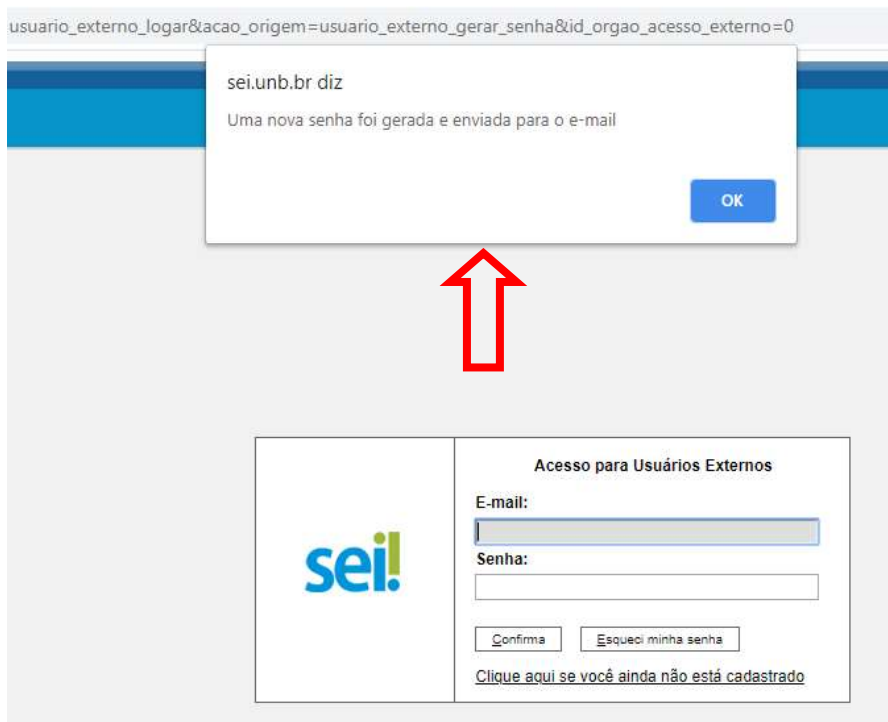 usuario_externo_logar&acao_origem=usuario_externo_gerar_senha&id_orgao_acesso_externo=0
sei.unb.br diz
Uma nova senha foi gerada e enviada para o e-mail
OK
sei!
Acesso para Usuários Externos
E-mail:
Senha:
Confirma
Esqueci minha senha
Clique aqui se você ainda não está cadastrado